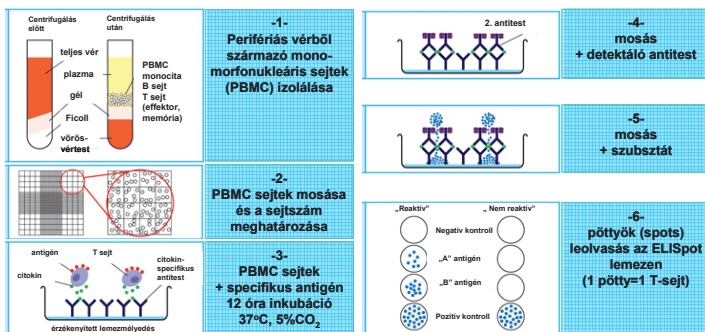 Centrifugálás
előtt
Centrifugálás
után
teljes vér
plazma
gél
Ficoll
vörös-
vértest
PBMC
monocita
B sejt
T sejt
(effektor,
memória)
-1-
Perifériás vérből
származó mono-
morfonukleáris sejtek
(PBMC) izolálása
-2-
PBMC sejtek mosása
és a sejtszám
meghatározása
antigén
T sejt
citokin-
specifikus
antitest
citokin
érzékenyített lemezmélyedés
-3-
PBMC sejtek
+ specifikus antigén
12 óra inkubáció
37°C, 5%CO₂
2. antitest
-4-
mosás
+ detektáló antitest
-5-
mosás
+ szubsztát
„Reaktív"
„ Nem reaktív"
Negatív kontroll
„A" antigén
„B" antigén
Pozitív kontroll
-6-
pöttyök (spots)
leolvasás az ELISpot
lemezen
(1 pötty=1 T-sejt)